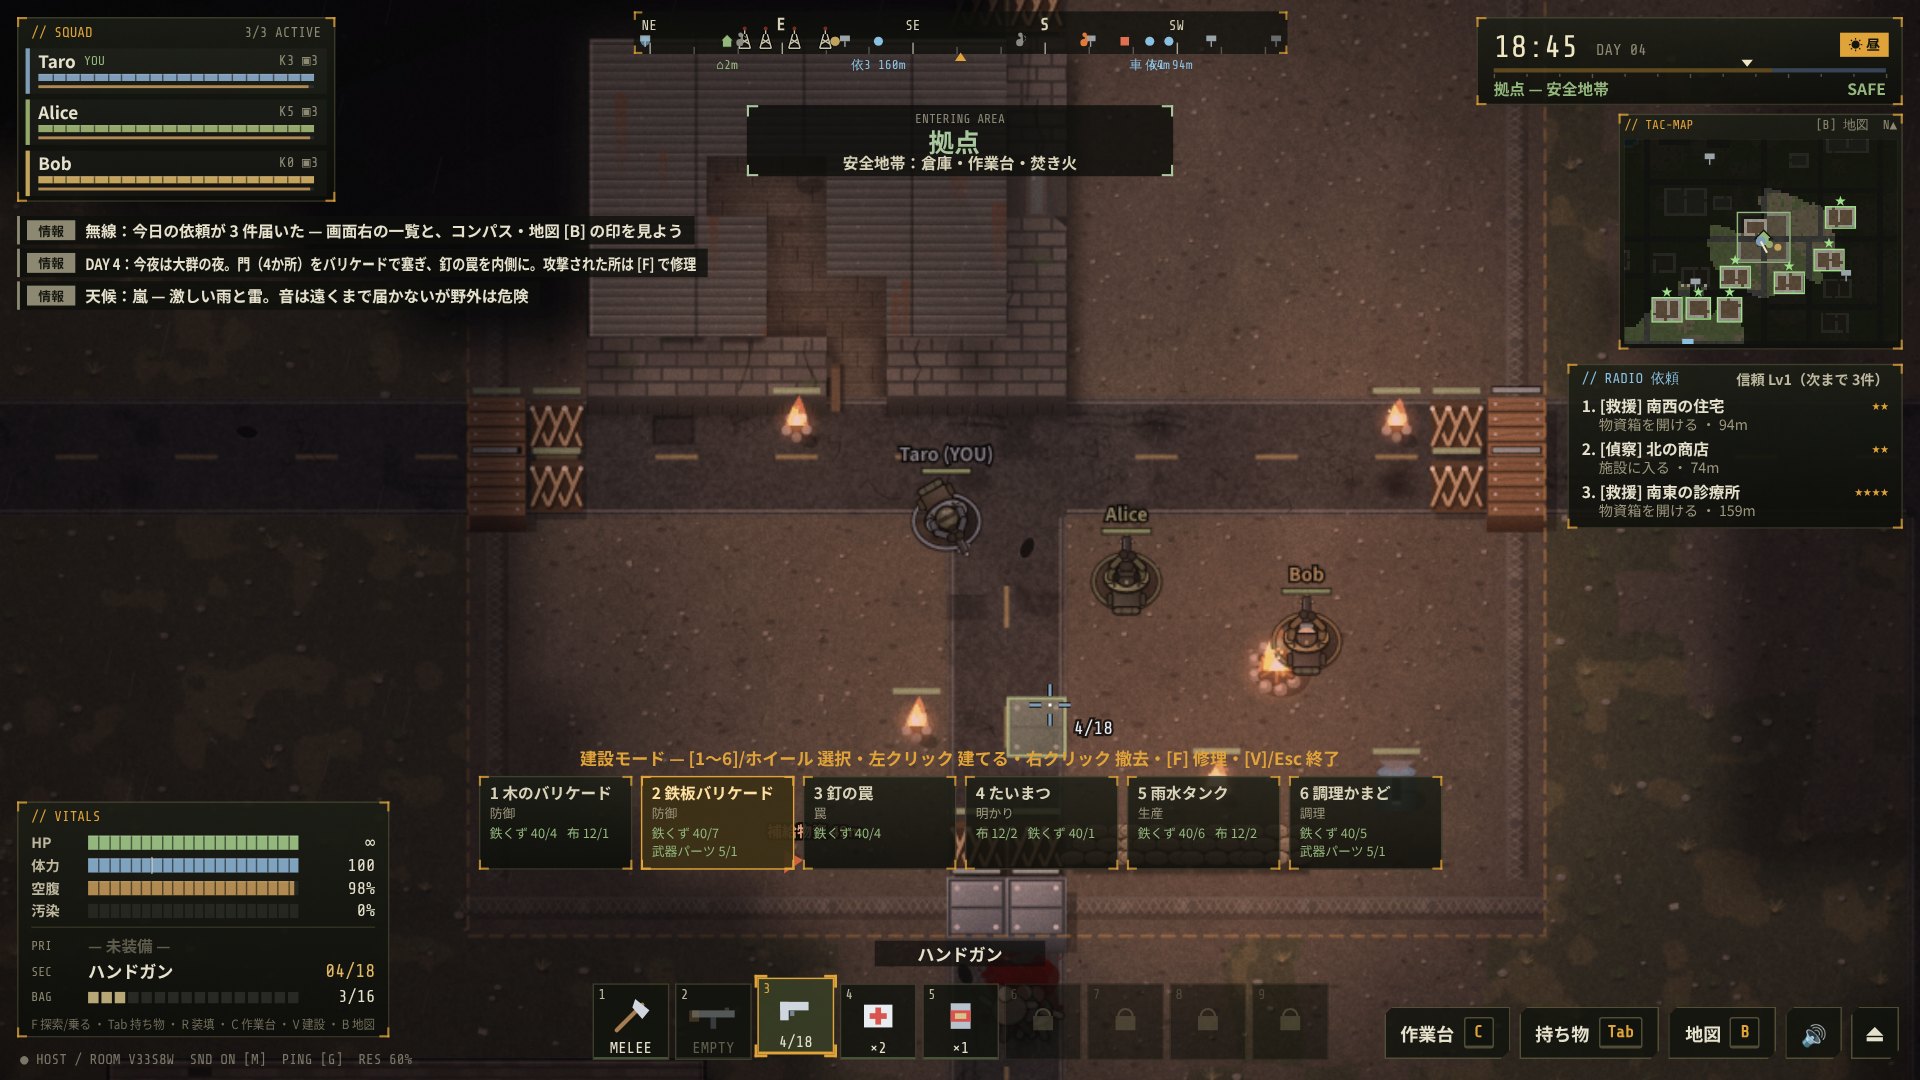 // SQUAD 3/3 ACTIVE
Taro YOU K3 3
Alice K5 3
Bob K0 3
情報 無線：今日の依頼が 3 件届いた — 画面右の一覧と、コンパス・地図 [B] の印を見よう
情報 DAY 4：今夜は大群の夜。門（4か所）をバリケードで塞ぎ、釘の罠を内側に。攻撃された所は [F] で修理
情報 天候：嵐 — 激しい雨と雷。音は遠くまで届かないが野外は危険
NE E SE S SW
⌂2m 依3 160m 車 94m
ENTERING AREA
拠点
安全地帯：倉庫・作業台・焚き火
18:45 DAY 04 昼
拠点 — 安全地帯 SAFE
// TAC-MAP [B] 地図 N▲
// RADIO 依頼 信頼 Lv1（次まで 3件）
1. [救援] 南西の住宅 ★★
物資箱を開ける ・ 94m
2. [偵察] 北の商店 ★★
施設に入る ・ 74m
3. [救援] 南東の診療所 ★★★★
物資箱を開ける ・ 159m
Taro (YOU)
Alice
Bob
4/18
建設モード — [1〜6]/ホイール 選択・左クリック 建てる・右クリック 撤去・[F] 修理・[V]/Esc 終了
1 木のバリケード
防御
鉄くず 40/4 布 12/1
2 鉄板バリケード
防御
鉄くず 40/7
武器パーツ 5/1
3 釘の罠
罠
鉄くず 40/4
4 たいまつ
明かり
布 12/2 鉄くず 40/1
5 雨水タンク
生産
鉄くず 40/6 布 12/2
6 調理かまど
調理
鉄くず 40/5
武器パーツ 5/1
// VITALS
HP ∞
体力 100
空腹 98%
汚染 0%
PRI — 未装備 —
SEC ハンドガン 04/18
BAG 3/16
F 探索/乗る ・ Tab 持ち物 ・ R 装填 ・ C 作業台 ・ V 建設 ・ B 地図
● HOST / ROOM V33S8W SND ON [M] PING [G] RES 60%
ハンドガン
1 MELEE
2 EMPTY
3 4/18
4 ×2
5 ×1
6
7
8
9
作業台 C
持ち物 Tab
地図 B